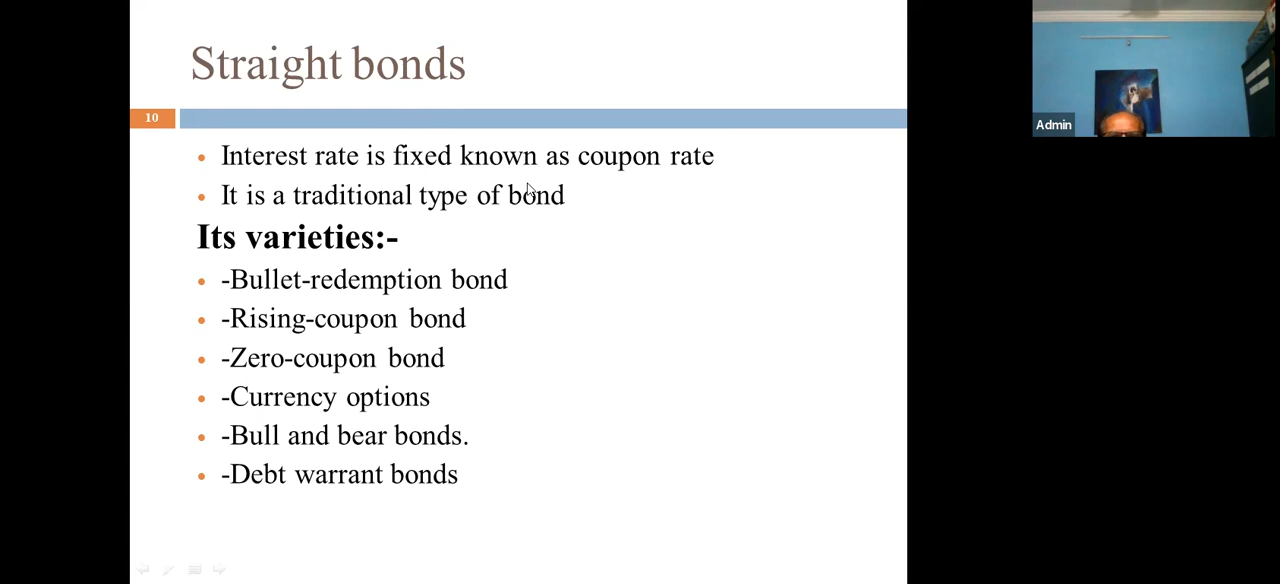 Straight bonds
10
• Interest rate is fixed known as coupon rate
• It is a traditional type of bond
Its varieties:-
• -Bullet-redemption bond
• -Rising-coupon bond
• -Zero-coupon bond
• -Currency options
• -Bull and bear bonds.
• -Debt warrant bonds
Admin